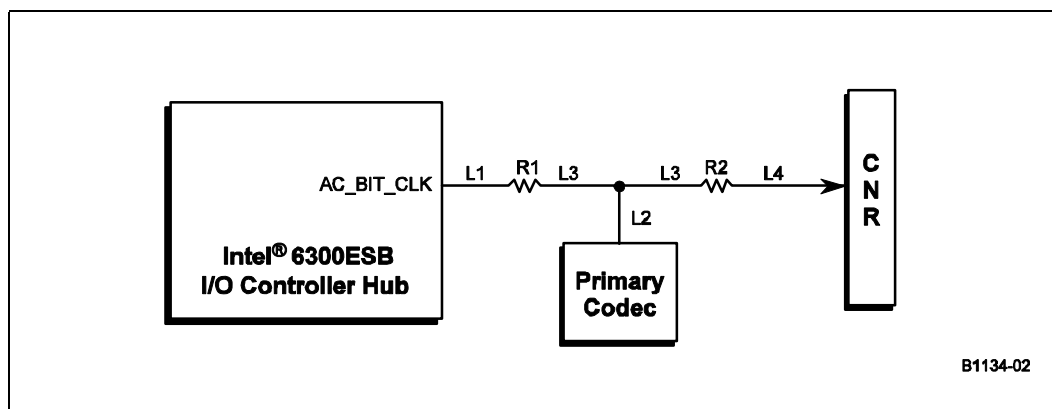 AC_BIT_CLK
L1
R1
L3
L3
R2
L4
L2
Intel® 6300ESB
I/O Controller Hub
Primary
Codec
C
N
R
B1134-02